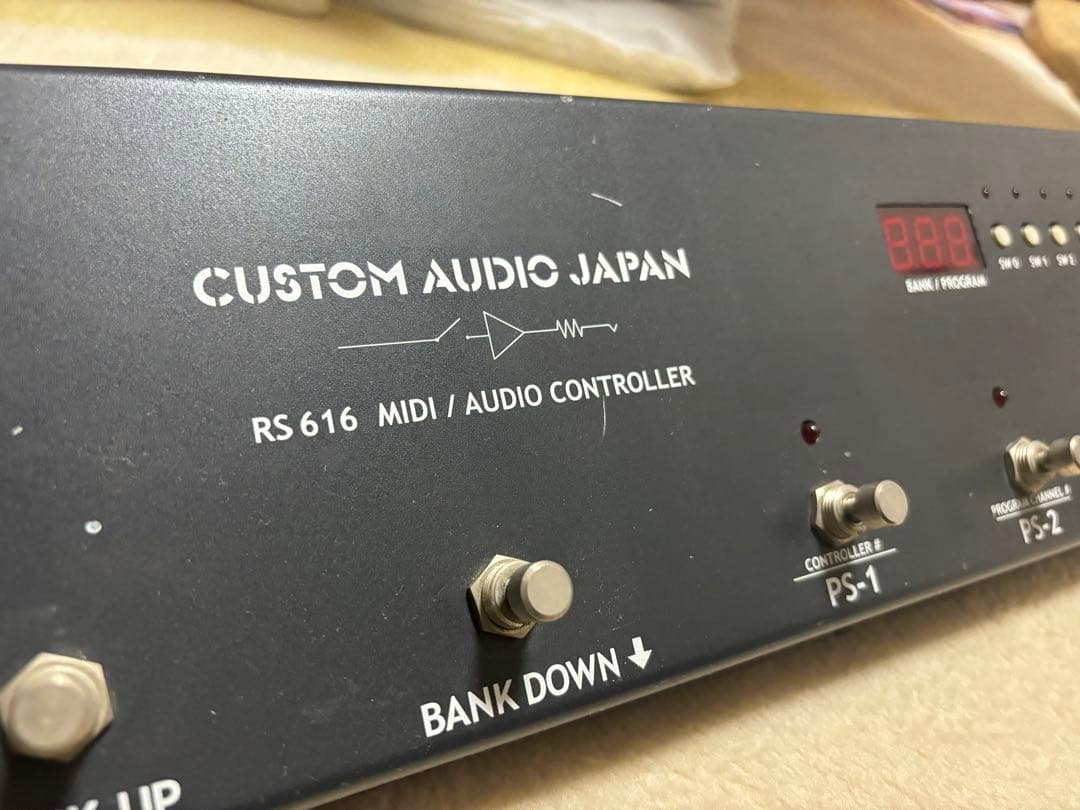 CUSTOM AUDIO JAPAN
RS 616 MIDI / AUDIO CONTROLLER
BANK / PROGRAM
SW 0 SW 1 SW 2
CONTROLLER #
PS-1
PROGRAM CHANNEL #
PS-2
BANK DOWN ↓
UP